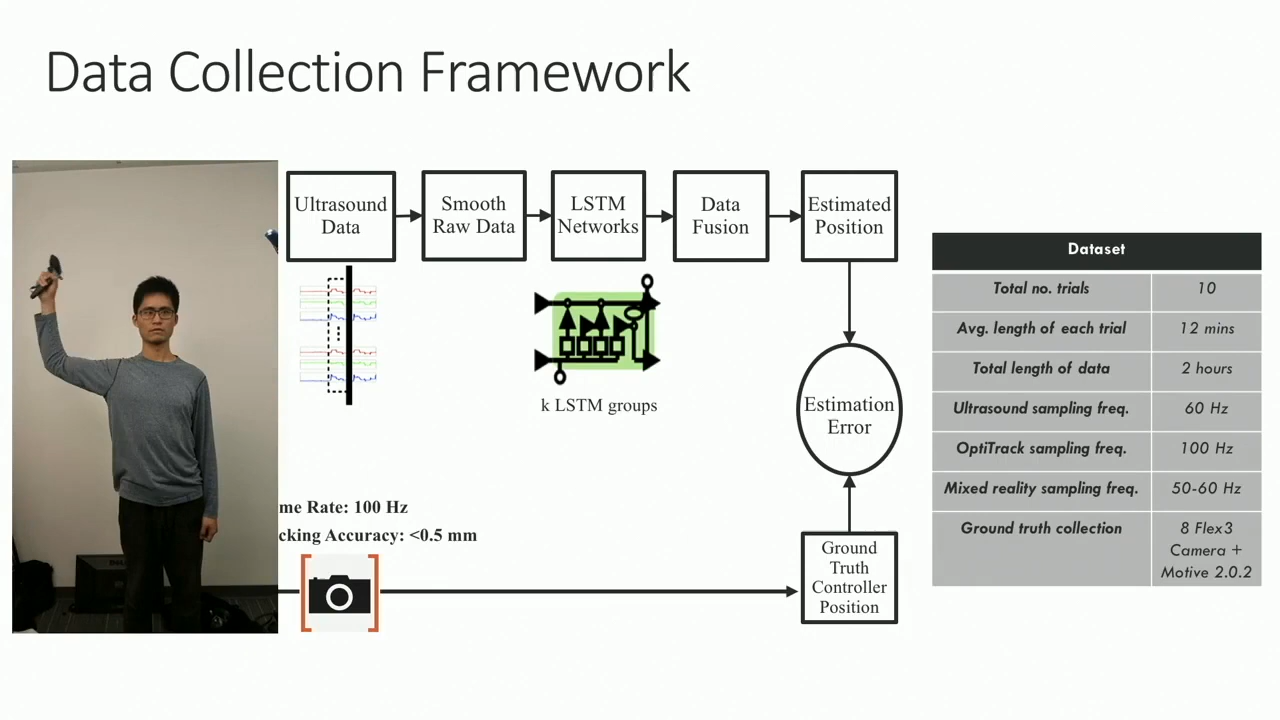 Data Collection Framework
Ultrasound
Data
Smooth
Raw Data
LSTM
Networks
Data
Fusion
Estimated
Position
k LSTM groups
Estimation
Error
me Rate: 100 Hz
cking Accuracy: <0.5 mm
Ground
Truth
Controller
Position
Dataset
Total no. trials 10
Avg. length of each trial 12 mins
Total length of data 2 hours
Ultrasound sampling freq. 60 Hz
OptiTrack sampling freq. 100 Hz
Mixed reality sampling freq. 50-60 Hz
Ground truth collection 8 Flex3
Camera +
Motive 2.0.2